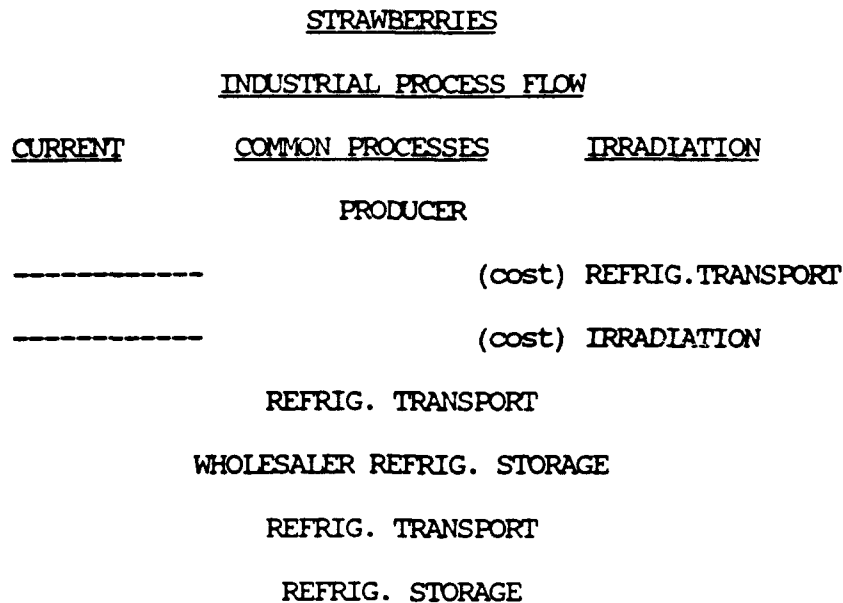 STRAWBERRIES
INDUSTRIAL PROCESS FLOW
CURRENT COMMON PROCESSES IRRADIATION
PRODUCER
------------ (cost) REFRIG.TRANSPORT
------------ (cost) IRRADIATION
REFRIG. TRANSPORT
WHOLESALER REFRIG. STORAGE
REFRIG. TRANSPORT
REFRIG. STORAGE